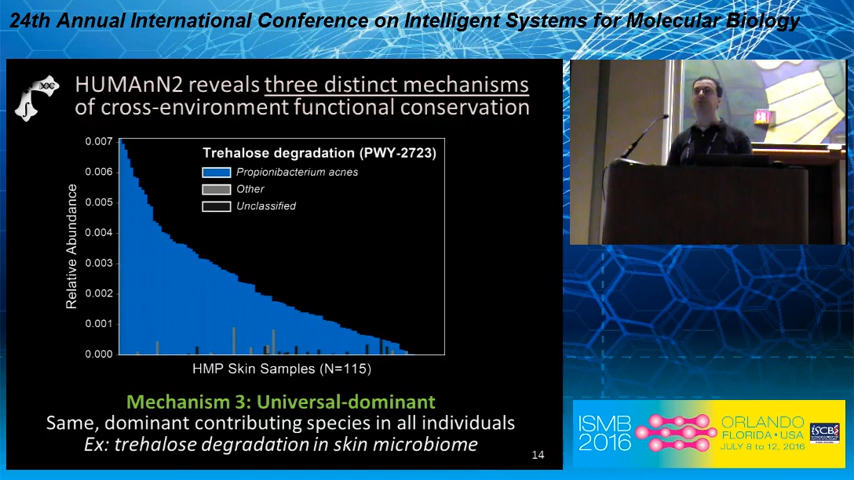 24th Annual International Conference on Intelligent Systems for Molecular Biology
HUMAnN2 reveals three distinct mechanisms
of cross-environment functional conservation
Trehalose degradation (PWY-2723)
Propionibacterium acnes
Other
Unclassified
Relative Abundance
0.007
0.006
0.005
0.004
0.003
0.002
0.001
0.000
HMP Skin Samples (N=115)
Mechanism 3: Universal-dominant
Same, dominant contributing species in all individuals
Ex: trehalose degradation in skin microbiome
14
ISMB
2016
ORLANDO
FLORIDA • USA
JULY 8 to 12, 2016
ISCB